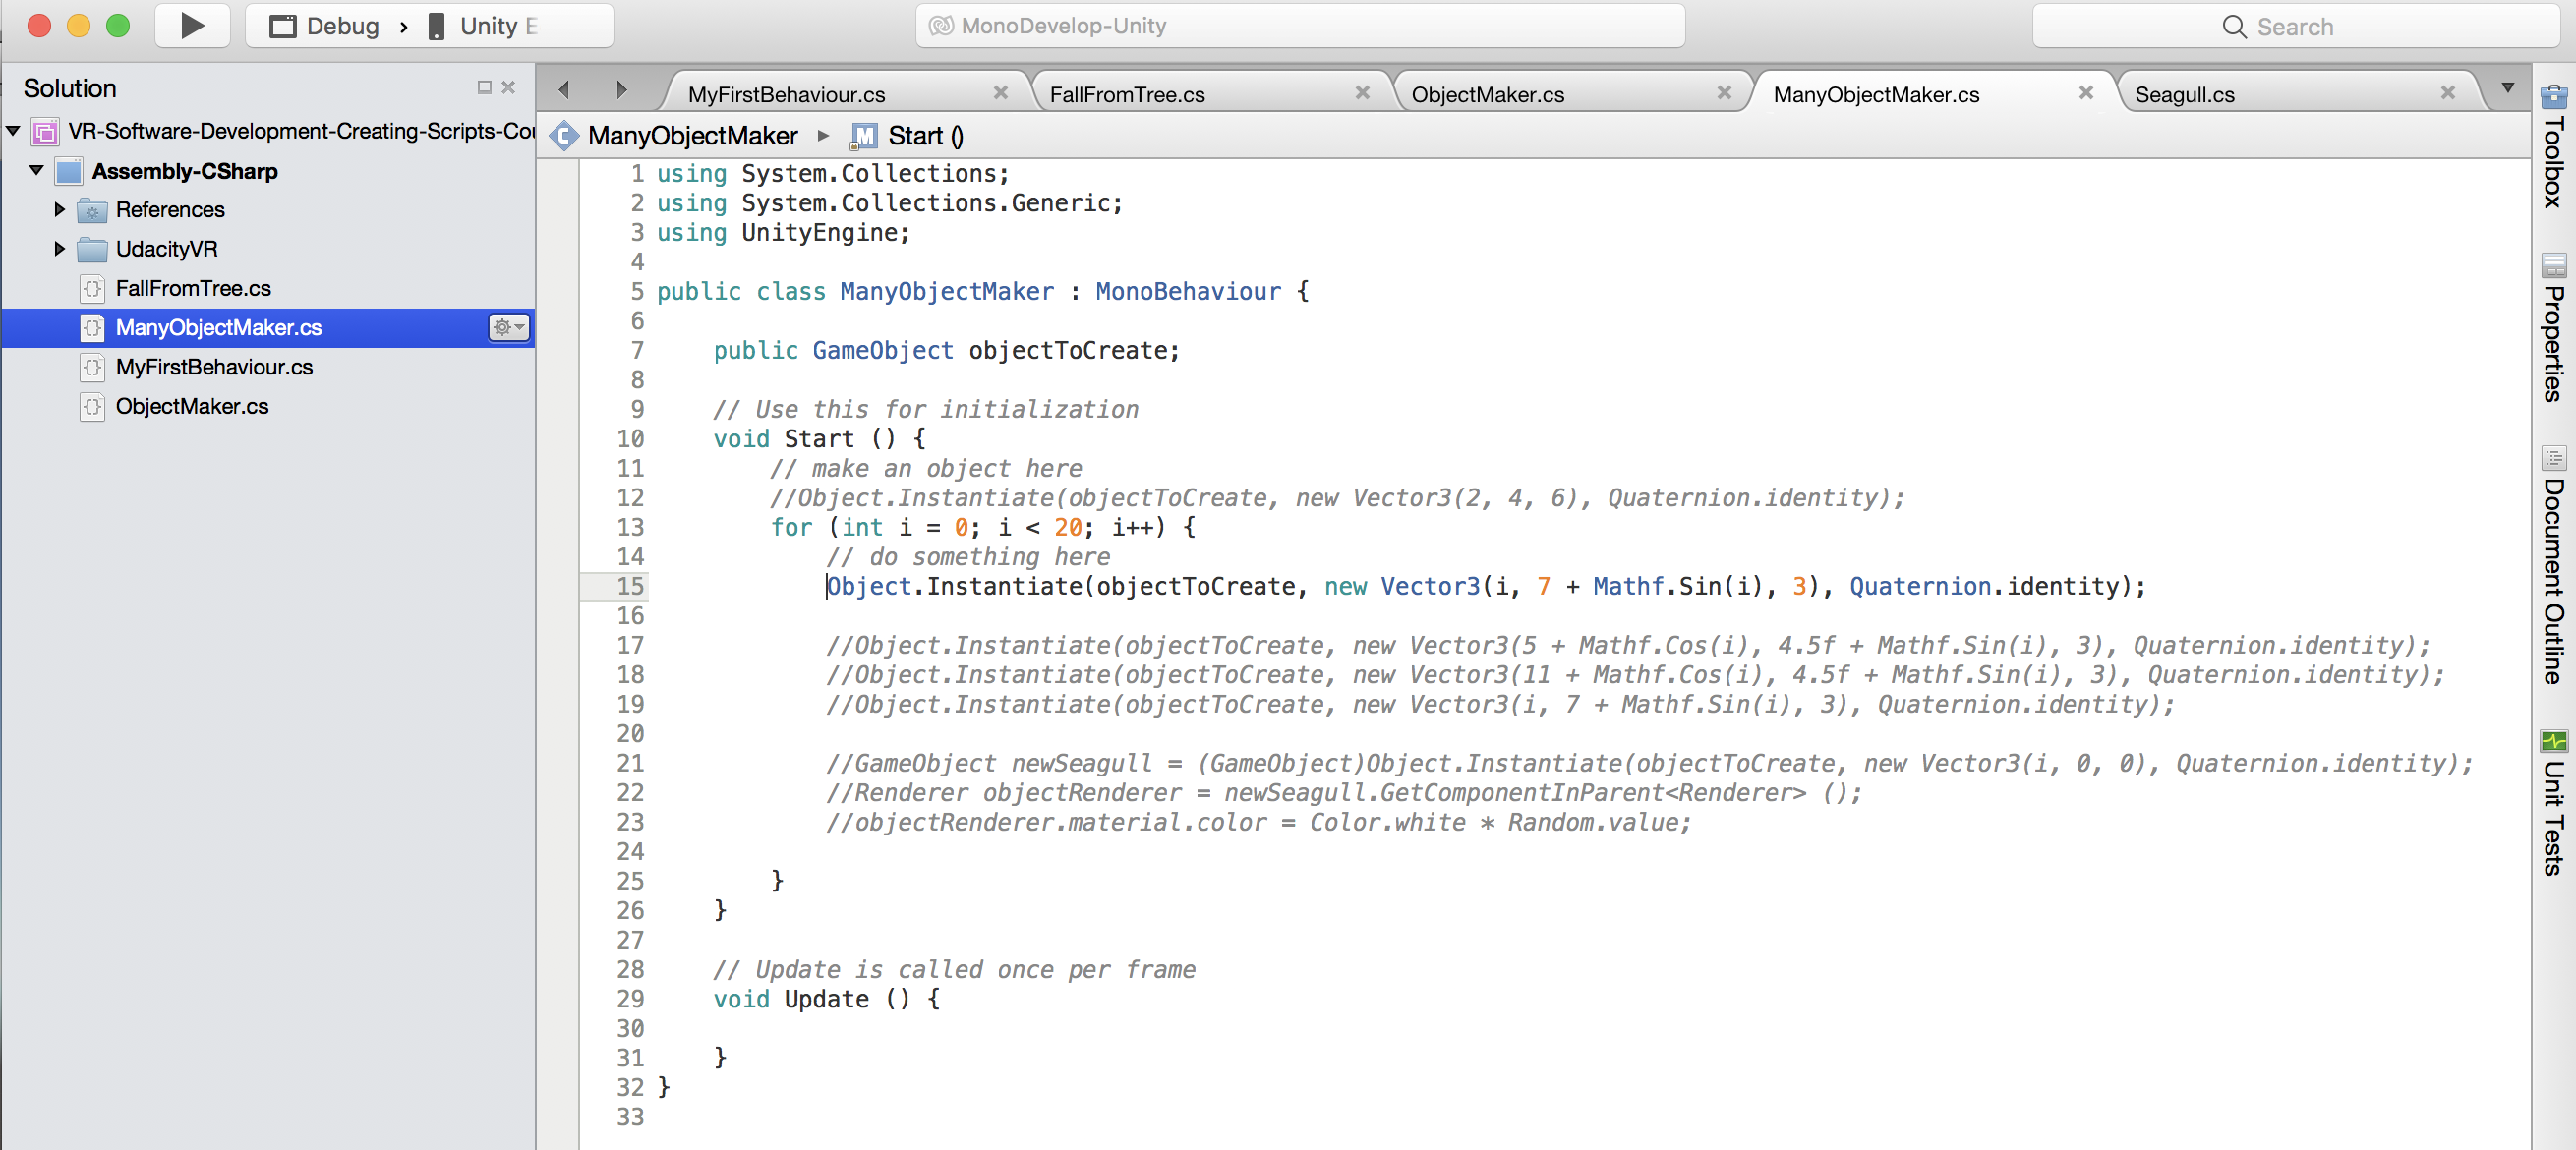 Debug › Unity E
MonoDevelop-Unity
Search
Solution
VR-Software-Development-Creating-Scripts-Cou
Assembly-CSharp
References
UdacityVR
FallFromTree.cs
ManyObjectMaker.cs
MyFirstBehaviour.cs
ObjectMaker.cs
MyFirstBehaviour.cs
FallFromTree.cs
ObjectMaker.cs
ManyObjectMaker.cs
Seagull.cs
ManyObjectMaker ▸ M Start ()
1 using System.Collections;
2 using System.Collections.Generic;
3 using UnityEngine;
4
5 public class ManyObjectMaker : MonoBehaviour {
6
7 public GameObject objectToCreate;
8
9 // Use this for initialization
10 void Start () {
11 // make an object here
12 //Object.Instantiate(objectToCreate, new Vector3(2, 4, 6), Quaternion.identity);
13 for (int i = 0; i < 20; i++) {
14 // do something here
15 Object.Instantiate(objectToCreate, new Vector3(i, 7 + Mathf.Sin(i), 3), Quaternion.identity);
16
17 //Object.Instantiate(objectToCreate, new Vector3(5 + Mathf.Cos(i), 4.5f + Mathf.Sin(i), 3), Quaternion.identity);
18 //Object.Instantiate(objectToCreate, new Vector3(11 + Mathf.Cos(i), 4.5f + Mathf.Sin(i), 3), Quaternion.identity);
19 //Object.Instantiate(objectToCreate, new Vector3(i, 7 + Mathf.Sin(i), 3), Quaternion.identity);
20
21 //GameObject newSeagull = (GameObject)Object.Instantiate(objectToCreate, new Vector3(i, 0, 0), Quaternion.identity);
22 //Renderer objectRenderer = newSeagull.GetComponentInParent<Renderer> ();
23 //objectRenderer.material.color = Color.white * Random.value;
24
25 }
26 }
27
28 // Update is called once per frame
29 void Update () {
30
31 }
32 }
33
Toolbox
Properties
Document Outline
Unit Tests